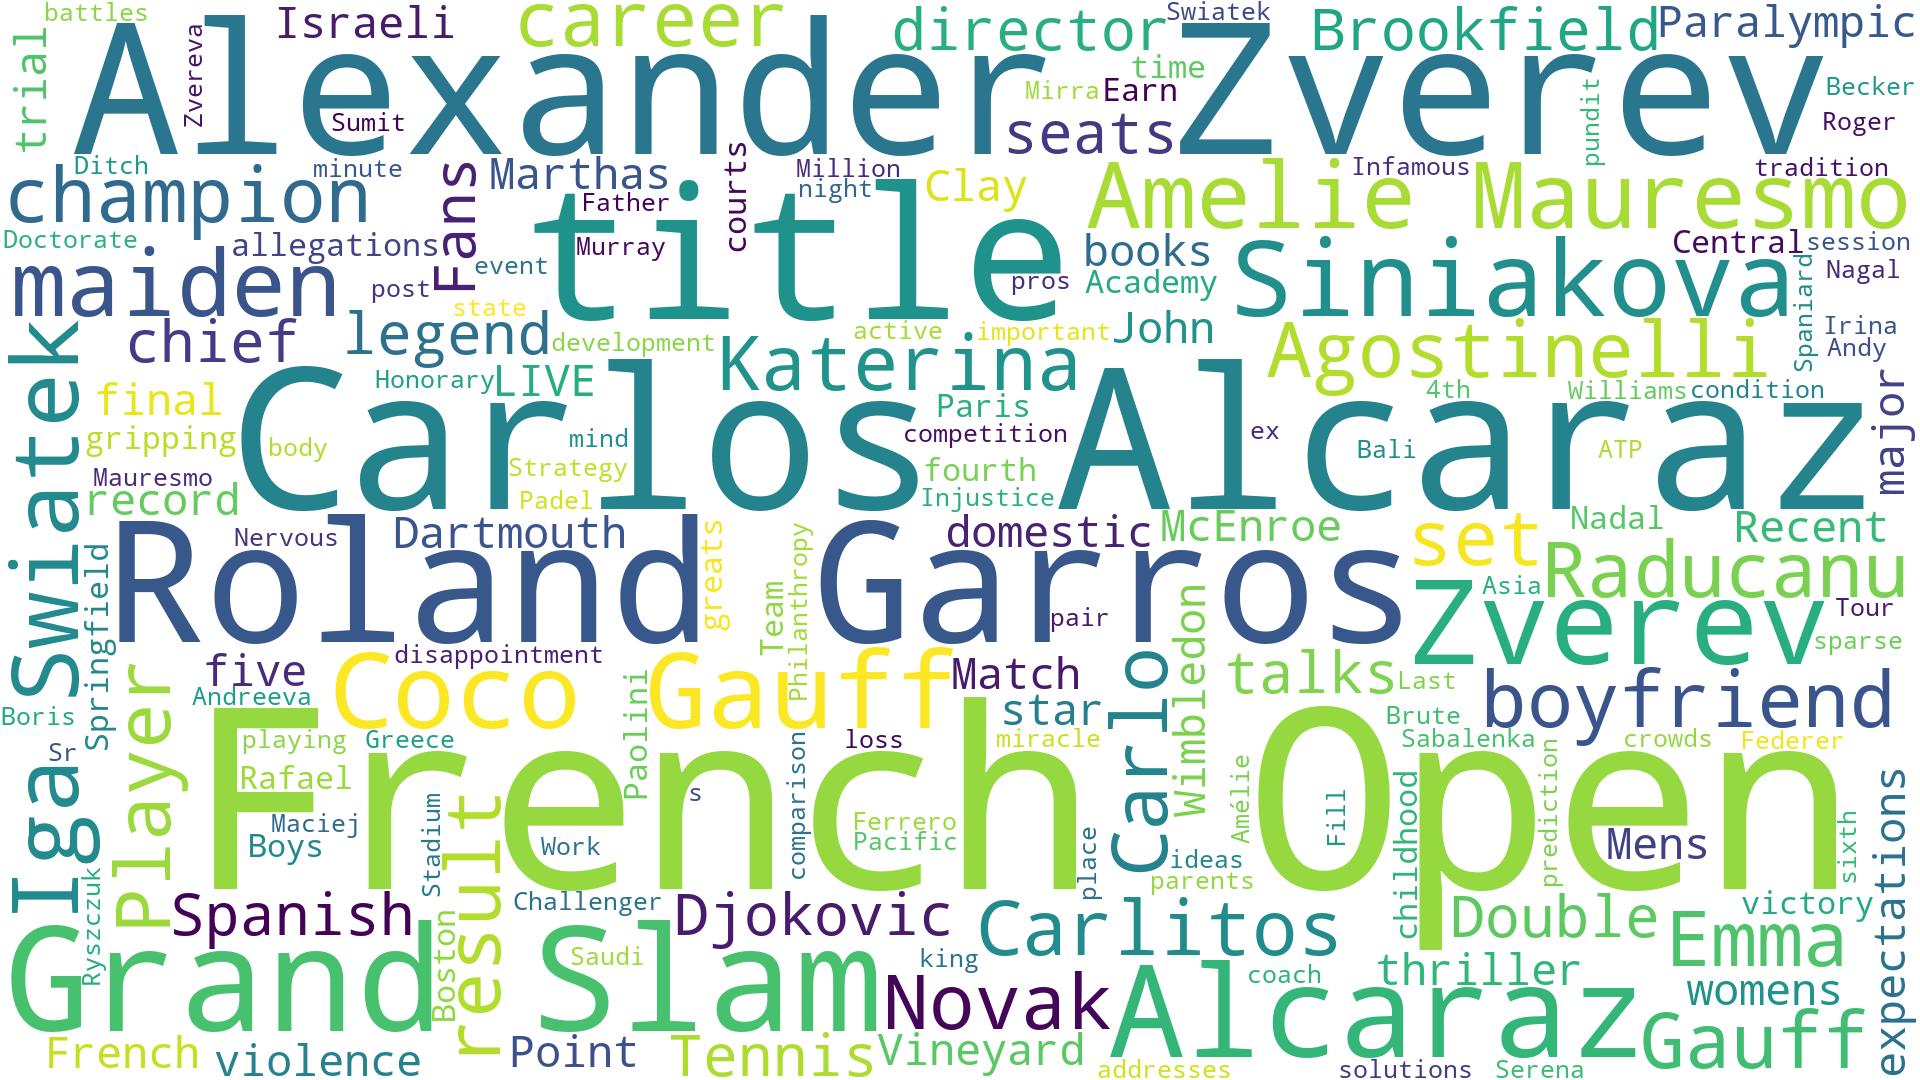 battles
Israeli
career
director
Swiatek
Brookfield
Paralympic
trial
Zvereva
Alexander Zverev
Sumit
time
Mirra
Earn
seats
pundit
Becker
Roger
Ditch
minute
Marthas
Million
night
courts
Clay
Infamous
tradition
champion
Fans
Father
title
Amelie Mauresmo
Doctorate
allegations
Murray
event
books
Central
session
maiden
post
state
pros
Academy
Siniakova
Spaniard
Nagal
chief
legend
development
active
important
John
Agostinelli
Irina
Andy
Honorary
LIVE
Katerina
4th
Williams
condition
final
Paris
gripping
body
Carlos Alcaraz
mind
competition
ex
Bali
ATP
major
Mauresmo
Strategy
fourth
record
Padel
Injustice
Iga Swiatek
Nervous
Dartmouth
greats
domestic
McEnroe
set
Nadal
Recent
Roland Garros
Springfield
Team
Philanthropy
pair
Raducanu
Asia
Zverev
Tour
sparse
five
disappointment
Match
Carlo
Wimbledon
talks
Last
boyfriend
Andreeva
Coco Gauff
Paolini
star
Boris
Player
Brute
Sr
playing
Greece
loss
miracle
Sabalenka
crowds
Federer
Rafael
French Open
s
comparison
Amélie
Fill
childhood
prediction
expectations
Maciej
Boys
Stadium
result
Work
Ferrero
Pacific
place
ideas
parents
Mens
sixth
Ryszczuk
Spanish
Challenger
Djokovic
Carlitos
Double
victory
Emma
Grand Slam
Boston
Saudi
king
Novak
Alcaraz
coach
thriller
womens
French
violence
Point
Tennis
Vineyard
addresses
solutions
Serena
Gauff